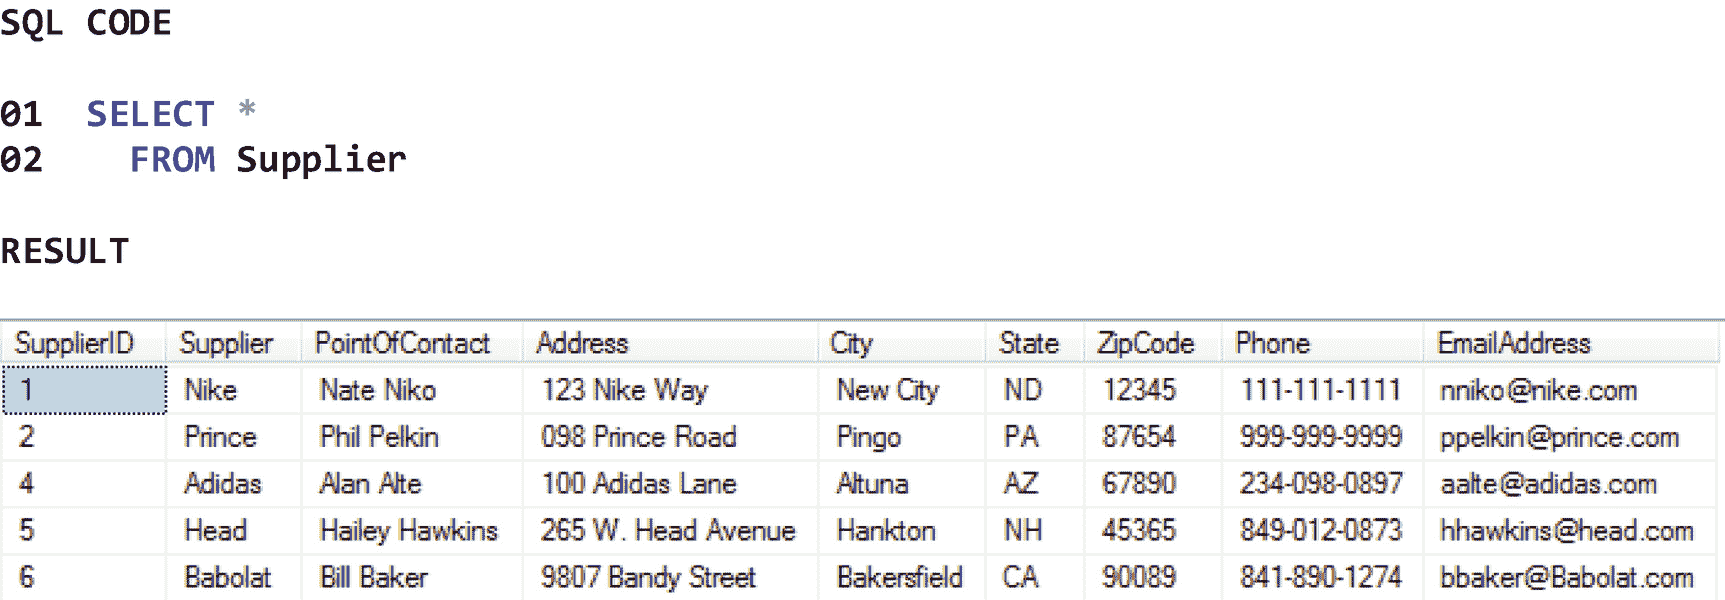 SQL CODE
01 SELECT *
02 FROM Supplier
RESULT
SupplierID Supplier PointOfContact Address City State ZipCode Phone EmailAddress
1 Nike Nate Niko 123 Nike Way New City ND 12345 111-111-1111 nniko@nike.com
2 Prince Phil Pelkin 098 Prince Road Pingo PA 87654 999-999-9999 ppelkin@prince.com
4 Adidas Alan Alte 100 Adidas Lane Altuna AZ 67890 234-098-0897 aalte@adidas.com
5 Head Hailey Hawkins 265 W. Head Avenue Hankton NH 45365 849-012-0873 hhawkins@head.com
6 Babolat Bill Baker 9807 Bandy Street Bakersfield CA 90089 841-890-1274 bbaker@Babolat.com